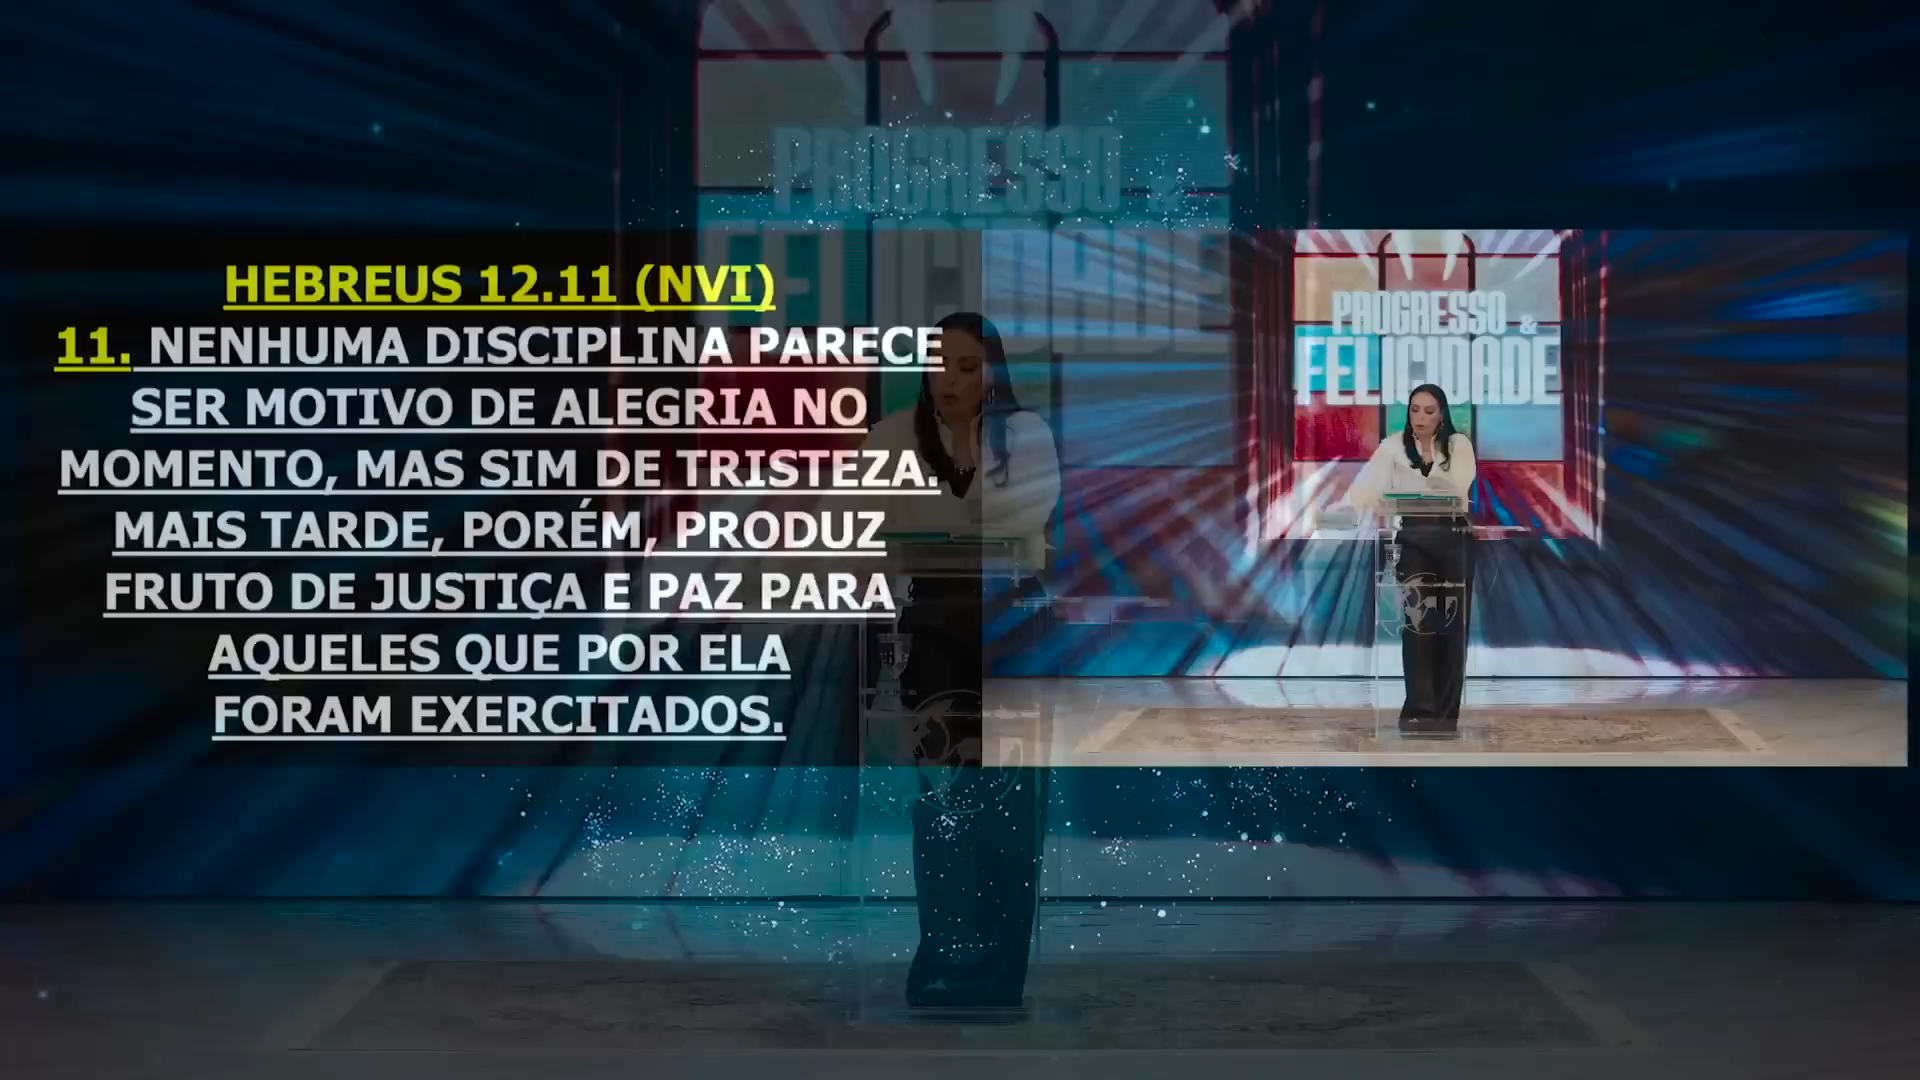 HEBREUS 12.11 (NVI)
11. NENHUMA DISCIPLINA PARECE
SER MOTIVO DE ALEGRIA NO
MOMENTO, MAS SIM DE TRISTEZA.
MAIS TARDE, PORÉM, PRODUZ
FRUTO DE JUSTIÇA E PAZ PARA
AQUELES QUE POR ELA
FORAM EXERCITADOS.
PROGRESSO &
FELICIDADE
PROGRESSO &
FELICIDADE